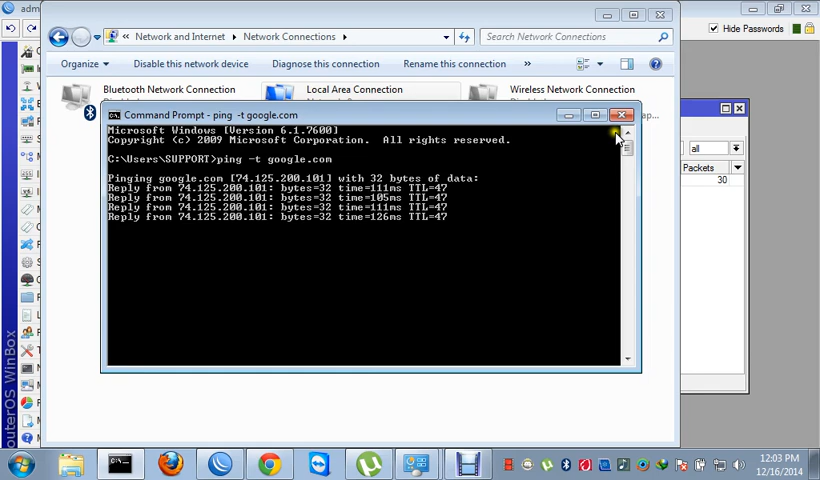 adm
Hide Passwords
Network and Internet
Network Connections
Search Network Connections
Organize
Disable this network device
Diagnose this connection
Rename this connection
»
Bluetooth Network Connection
Local Area Connection
Wireless Network Connection
Command Prompt - ping -t google.com
Microsoft Windows [Version 6.1.7600]
Copyright (c) 2009 Microsoft Corporation. All rights reserved.
C:\Users\SUPPORT>ping -t google.com
Pinging google.com [74.125.200.101] with 32 bytes of data:
Reply from 74.125.200.101: bytes=32 time=111ms TTL=47
Reply from 74.125.200.101: bytes=32 time=105ms TTL=47
Reply from 74.125.200.101: bytes=32 time=111ms TTL=47
Reply from 74.125.200.101: bytes=32 time=126ms TTL=47
all
Packets
30
outerOS WinBox
12:03 PM
12/16/2014